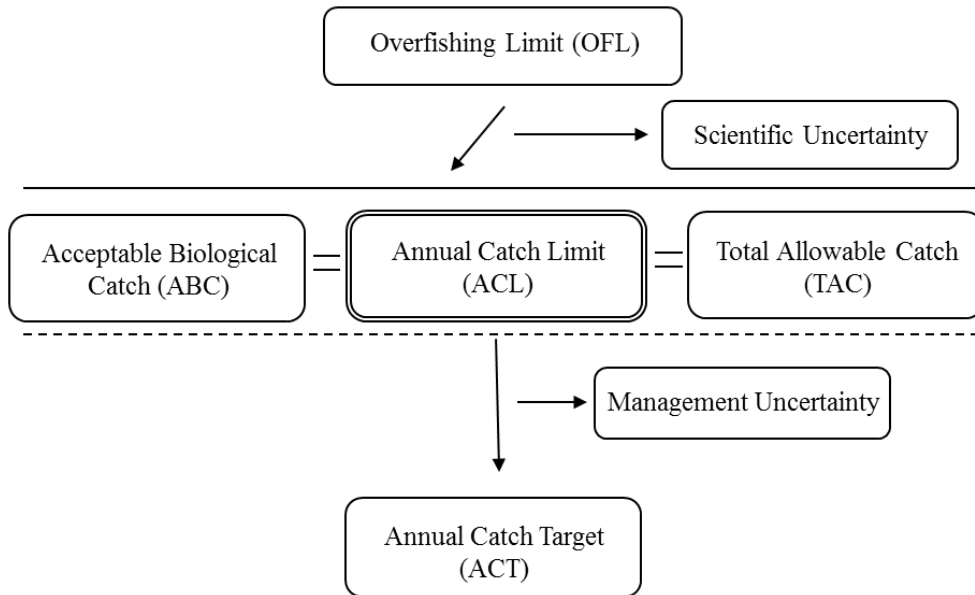 Overfishing Limit (OFL)
Scientific Uncertainty
Acceptable Biological
Catch (ABC)
=
Annual Catch Limit
(ACL)
=
Total Allowable Catch
(TAC)
Management Uncertainty
Annual Catch Target
(ACT)